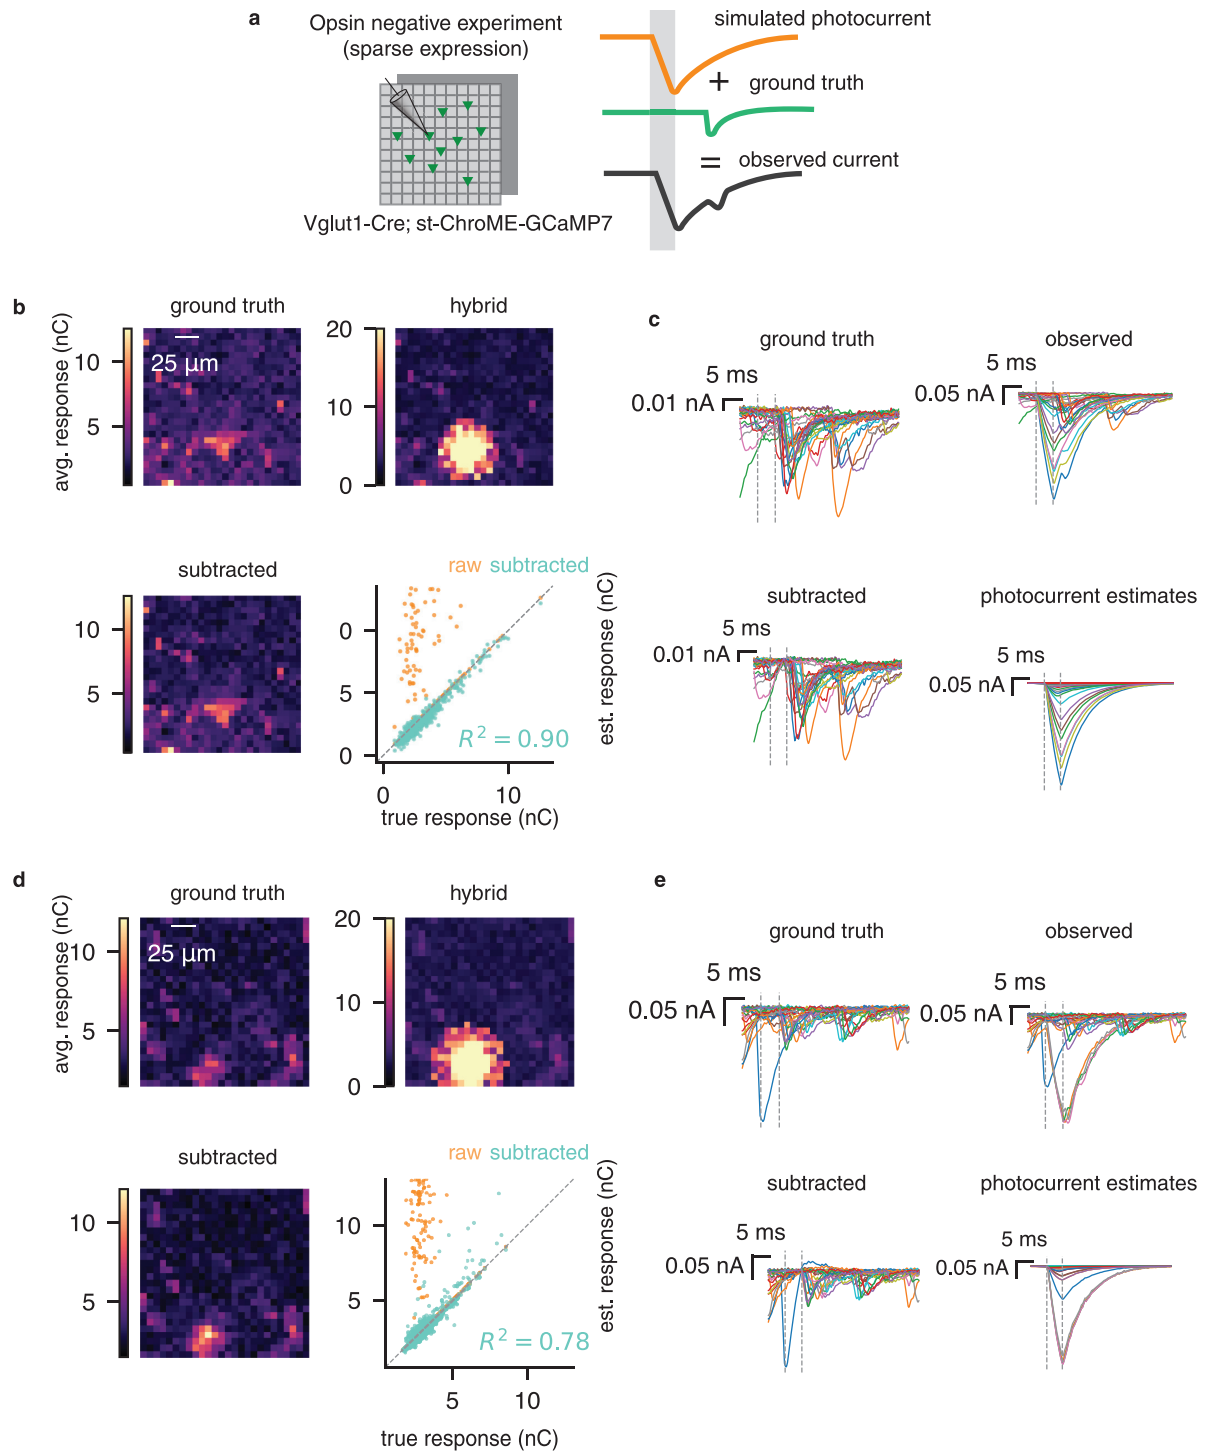 a
Opsin negative experiment
(sparse expression)
Vglut1-Cre; st-ChroME-GCaMP7
simulated photocurrent
+
ground truth
=
observed current
b
ground truth
hybrid
avg. response (nC)
10
5
25 μm
20
10
0
subtracted
10
5
raw subtracted
est. response (nC)
0
5
0
R² = 0.90
0
10
true response (nC)
c
ground truth
observed
5 ms
0.01 nA
5 ms
0.05 nA
subtracted
photocurrent estimates
5 ms
0.01 nA
5 ms
0.05 nA
d
ground truth
hybrid
avg. response (nC)
10
5
25 μm
20
10
0
subtracted
10
5
raw subtracted
est. response (nC)
10
5
R² = 0.78
5
10
true response (nC)
e
ground truth
observed
5 ms
0.05 nA
5 ms
0.05 nA
subtracted
photocurrent estimates
5 ms
0.05 nA
5 ms
0.05 nA